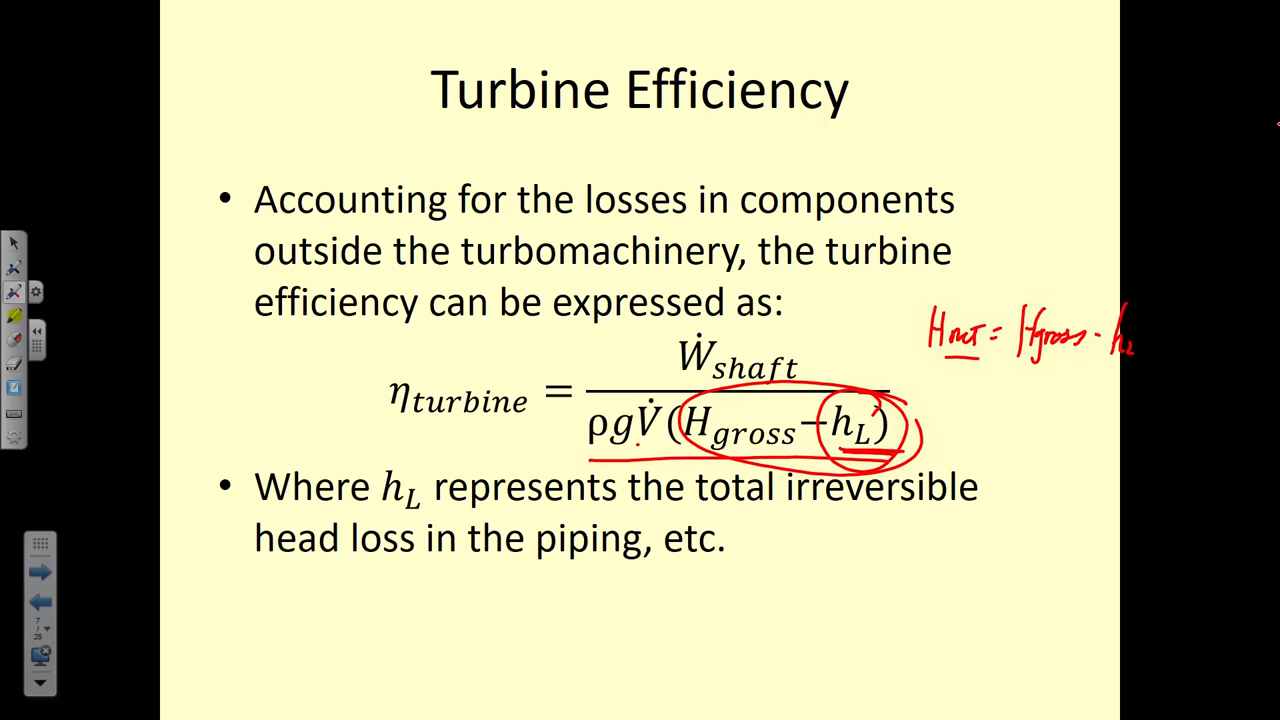 Turbine Efficiency
• Accounting for the losses in components
outside the turbomachinery, the turbine
efficiency can be expressed as:
Hnet = Hgross - hL
η_turbine = Ẇ_shaft / ρgV̇(H_gross−h_L)
• Where h_L represents the total irreversible
head loss in the piping, etc.
7
/
28